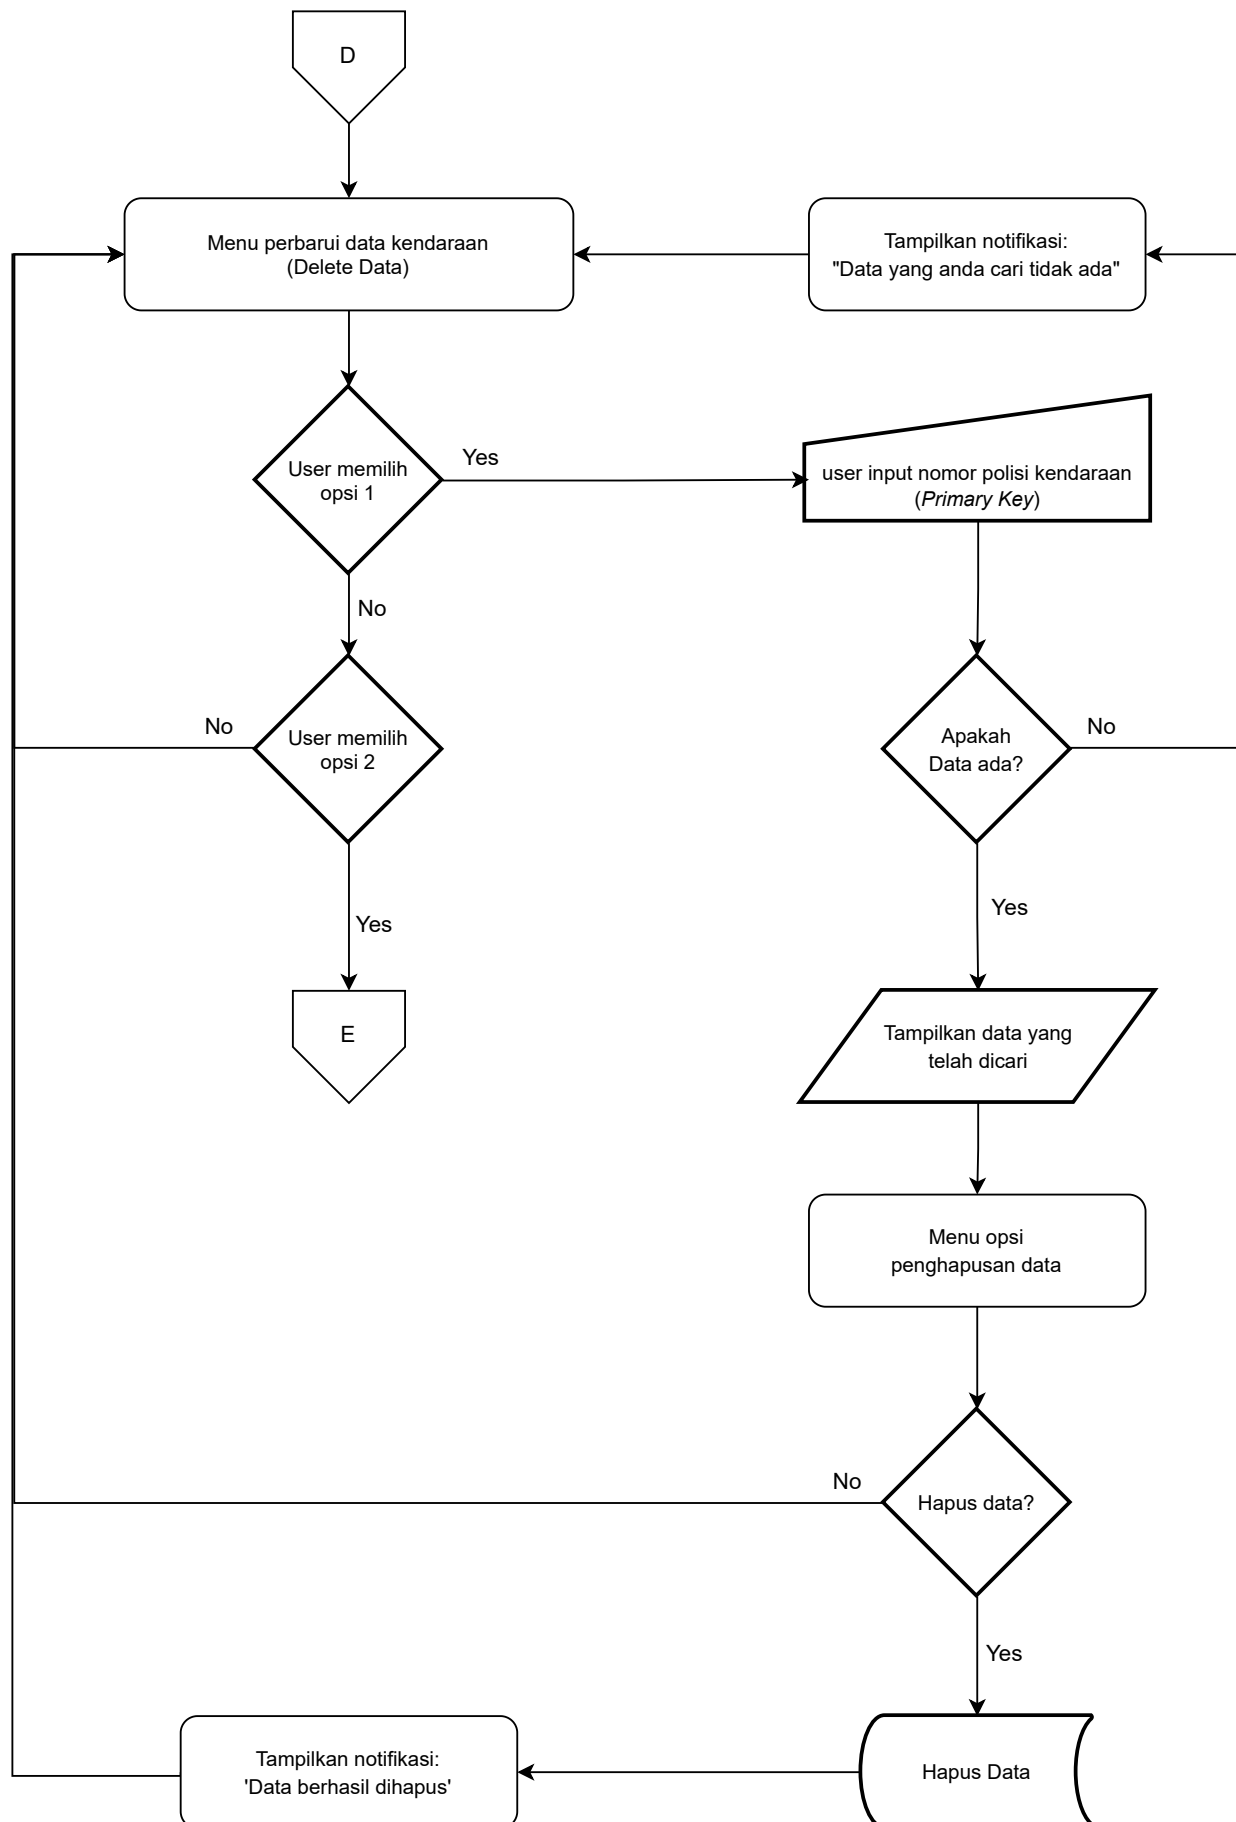 D
Menu perbarui data kendaraan
(Delete Data)
Tampilkan notifikasi:
"Data yang anda cari tidak ada"
User memilih
opsi 1
Yes
user input nomor polisi kendaraan
(Primary Key)
No
User memilih
opsi 2
No
Apakah
Data ada?
No
Yes
Yes
E
Tampilkan data yang
telah dicari
Menu opsi
penghapusan data
No
Hapus data?
Yes
Tampilkan notifikasi:
'Data berhasil dihapus'
Hapus Data